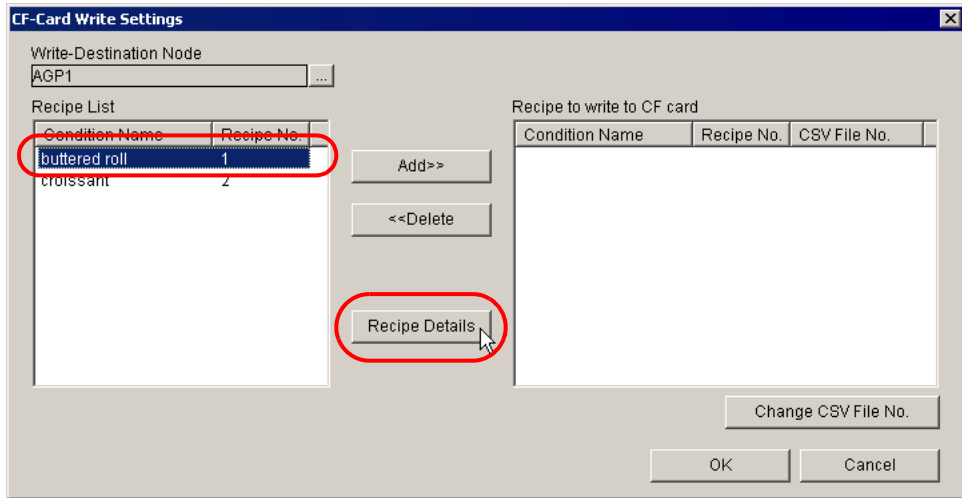 CF-Card Write Settings
Write-Destination Node
AGP1 ...
Recipe List
Condition Name Recipe No.
buttered roll 1
croissant 2
Add>>
<<Delete
Recipe Details
Recipe to write to CF card
Condition Name Recipe No. CSV File No.
Change CSV File No.
OK Cancel